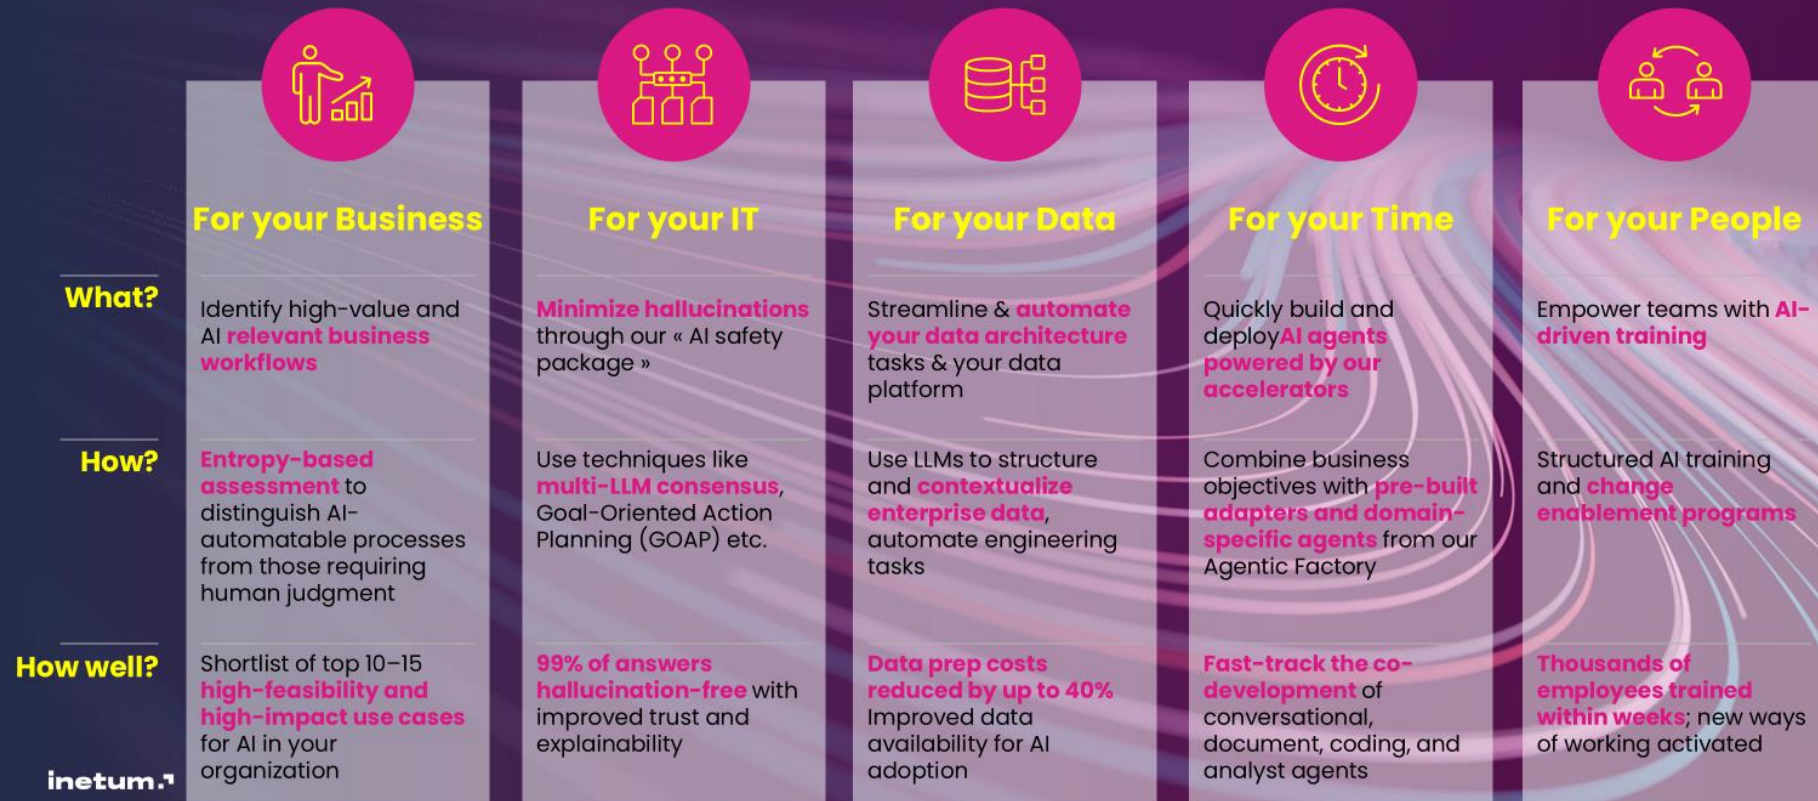 For your Business
For your IT
For your Data
For your Time
For your People
What?
Identify high-value and
AI relevant business
workflows
Minimize hallucinations
through our « AI safety
package »
Streamline & automate
your data architecture
tasks & your data
platform
Quickly build and
deployAI agents
powered by our
accelerators
Empower teams with AI-
driven training
How?
Entropy-based
assessment to
distinguish AI-
automatable processes
from those requiring
human judgment
Use techniques like
multi-LLM consensus,
Goal-Oriented Action
Planning (GOAP) etc.
Use LLMs to structure
and contextualize
enterprise data,
automate engineering
tasks
Combine business
objectives with pre-built
adapters and domain-
specific agents from our
Agentic Factory
Structured AI training
and change
enablement programs
How well?
Shortlist of top 10–15
high-feasibility and
high-impact use cases
for AI in your
organization
99% of answers
hallucination-free with
improved trust and
explainability
Data prep costs
reduced by up to 40%
Improved data
availability for AI
adoption
Fast-track the co-
development of
conversational,
document, coding, and
analyst agents
Thousands of
employees trained
within weeks; new ways
of working activated
inetum.